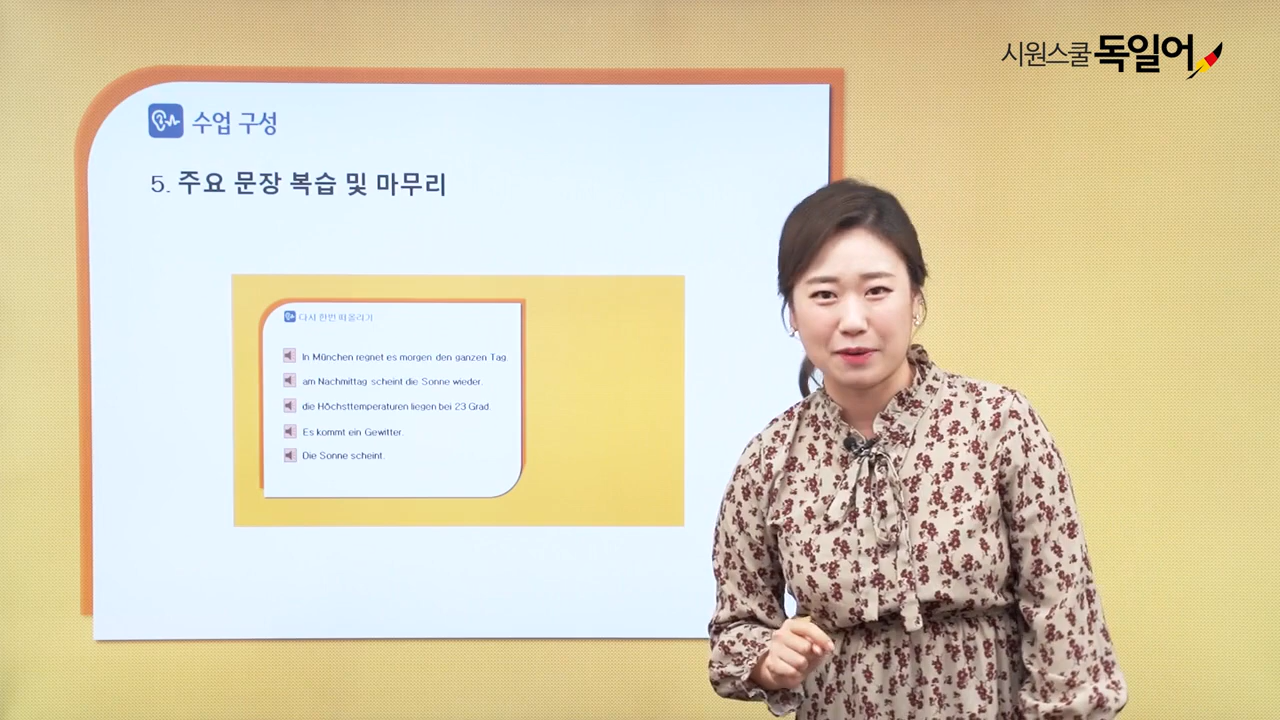 시원스쿨 독일어
수업 구성
5. 주요 문장 복습 및 마무리
다시 한번 떠올리기
In München regnet es morgen den ganzen Tag.
am Nachmittag scheint die Sonne wieder.
die Höchsttemperaturen liegen bei 23 Grad.
Es kommt ein Gewitter.
Die Sonne scheint.